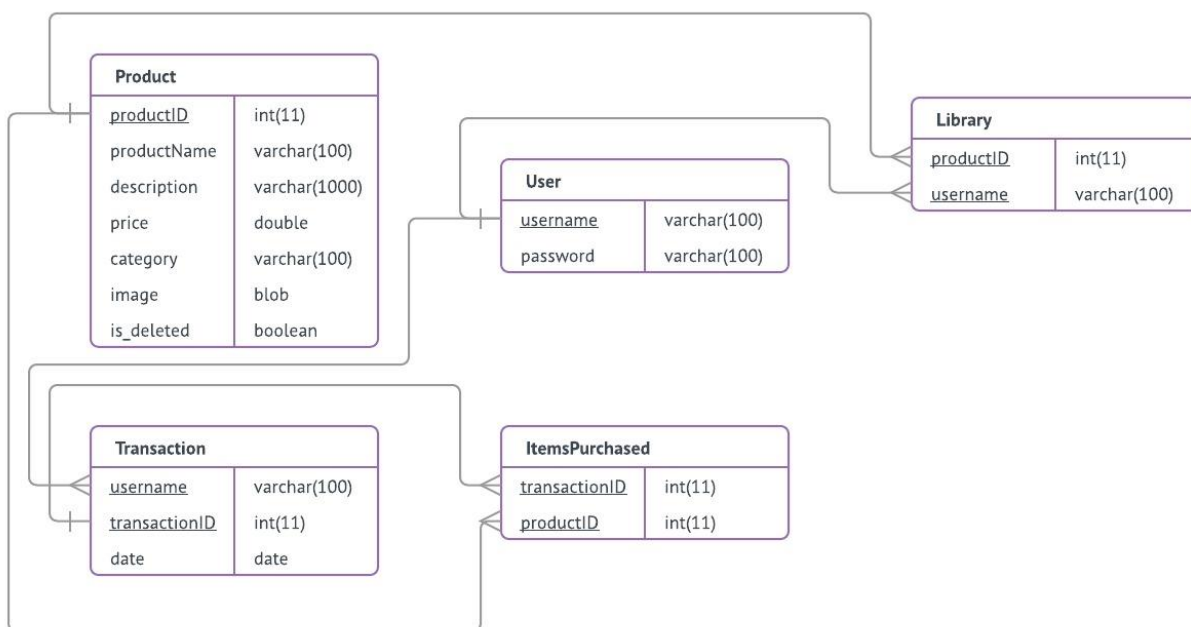 Product
productID int(11)
productName varchar(100)
description varchar(1000)
price double
category varchar(100)
image blob
is_deleted boolean
User
username varchar(100)
password varchar(100)
Library
productID int(11)
username varchar(100)
Transaction
username varchar(100)
transactionID int(11)
date date
ItemsPurchased
transactionID int(11)
productID int(11)